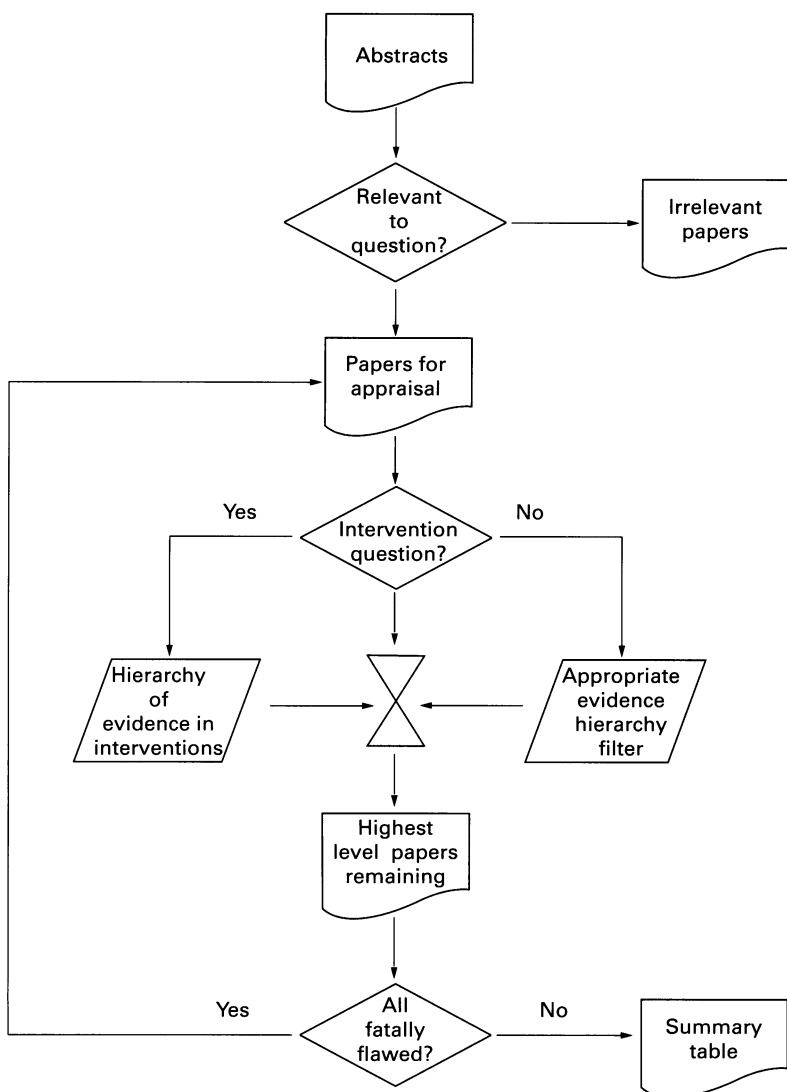 Abstracts
Relevant
to
question?
Irrelevant
papers
Papers for
appraisal
Yes
Intervention
question?
No
Hierarchy
of
evidence in
interventions
Appropriate
evidence
hierarchy
filter
Highest
level papers
remaining
Yes
All
fatally
flawed?
No
Summary
table